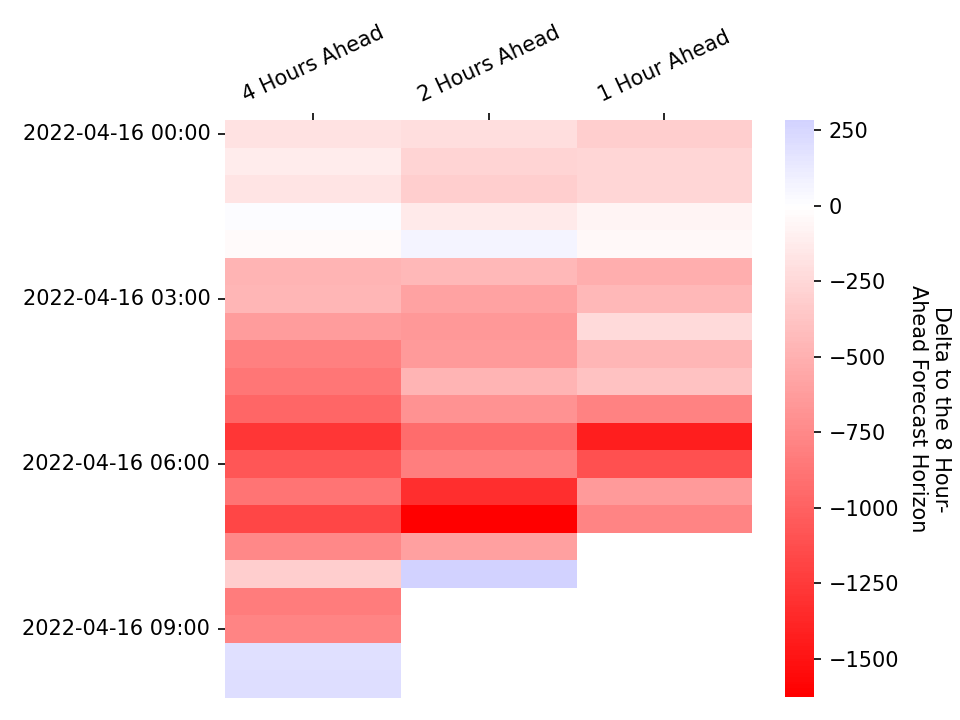 4 Hours Ahead
2 Hours Ahead
1 Hour Ahead
2022-04-16 00:00
2022-04-16 03:00
2022-04-16 06:00
2022-04-16 09:00
250
0
−250
−500
−750
−1000
−1250
−1500
Delta to the 8 Hour-
Ahead Forecast Horizon